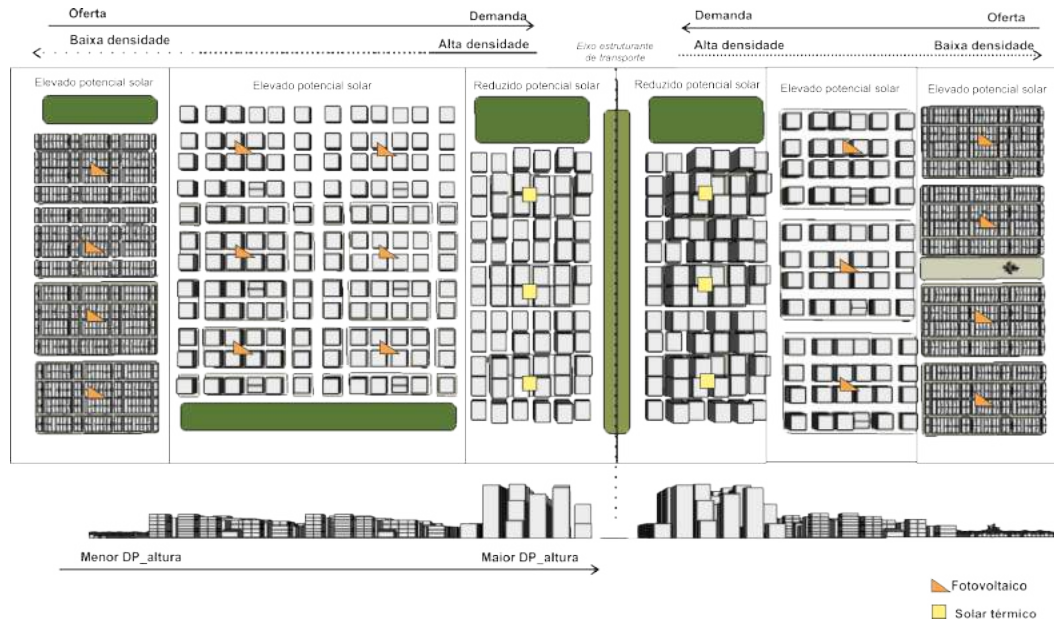 Oferta
Demanda
Demanda
Oferta
Baixa densidade
Alta densidade
Eixo estruturante
de transporte
Alta densidade
Baixa densidade
Elevado potencial solar
Elevado potencial solar
Reduzido potencial solar
Reduzido potencial solar
Elevado potencial solar
Elevado potencial solar
Menor DP_altura
Maior DP_altura
Fotovoltaico
Solar térmico